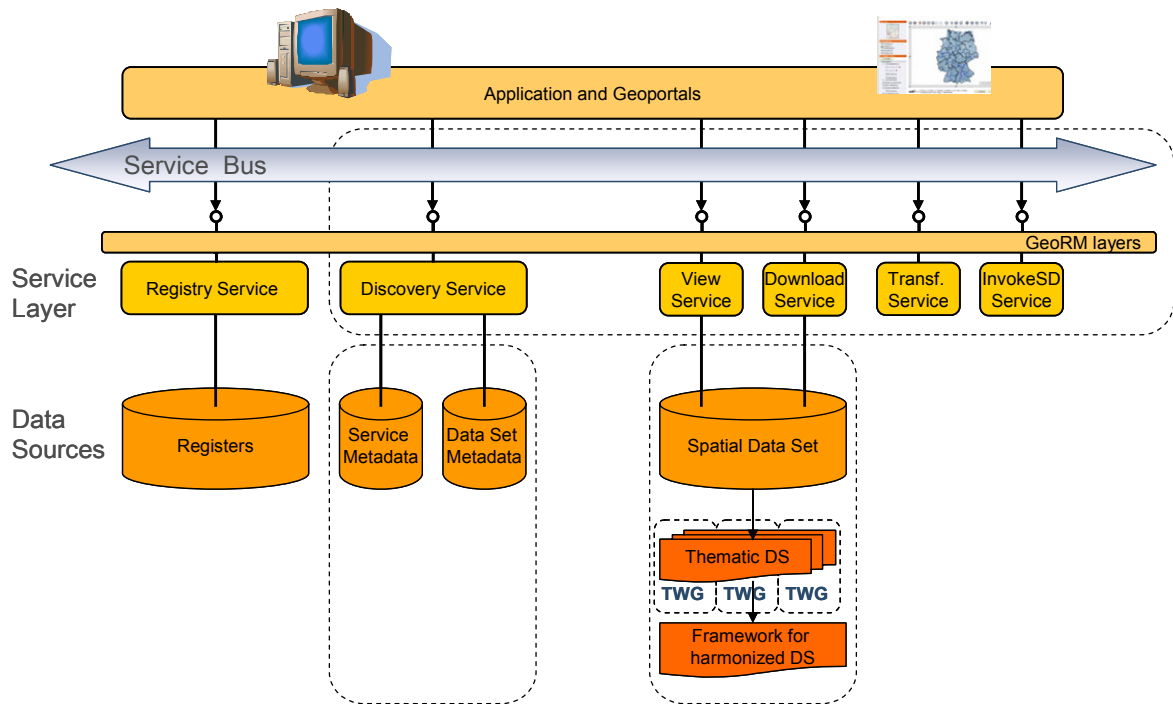 Application and Geoportals
Service Bus
GeoRM layers
Service
Layer
Registry Service
Discovery Service
View
Service
Download
Service
Transf.
Service
InvokeSD
Service
Data
Sources
Registers
Service
Metadata
Data Set
Metadata
Spatial Data Set
Thematic DS
TWG
TWG
TWG
Framework for
harmonized DS